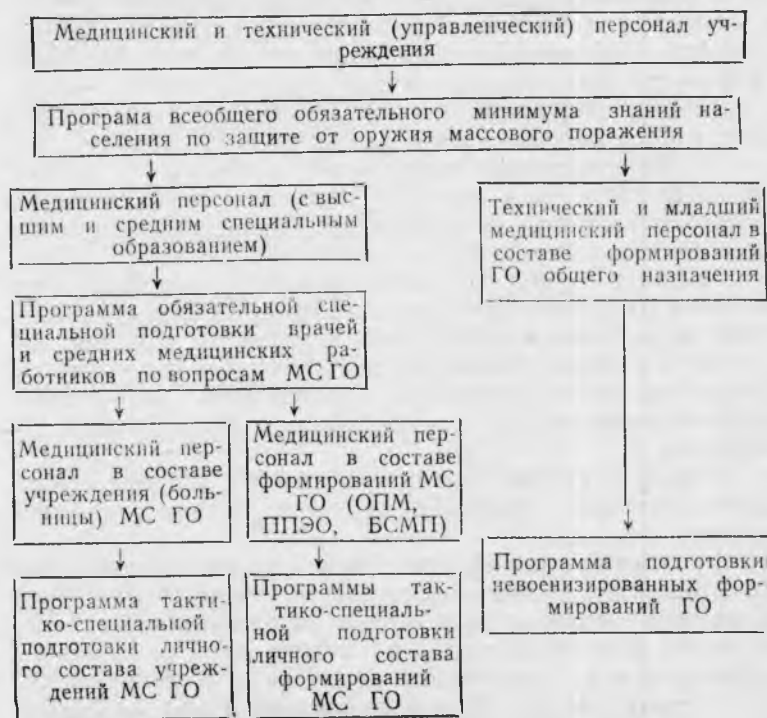 Медицинский и технический (управленческий) персонал уч-
реждения
Програма всеобщего обязательного минимума знаний на-
селения по защите от оружия массового поражения
Медицинский персонал (с выс-
шим и средним специальным
образованием)
Технический и младший
медицинский персонал в
составе формирований
ГО общего назначения
Программа обязательной спе-
циальной подготовки врачей
и средних медицинских ра-
ботников по вопросам МС ГО
Медицинский пер-
сонал в составе
учреждения (боль-
ницы) МС ГО
Медицинский пер-
сонал в составе
формирований МС
ГО (ОПМ,
ППЭО, БСМП)
Программа подготовки
невоенизированных фор-
мирований ГО
Программа такти-
ко-специальной
подготовки лично-
го состава учреж-
дений МС ГО
Программы так-
тико-специаль-
ной подготовки
личного состава
формирований
МС ГО